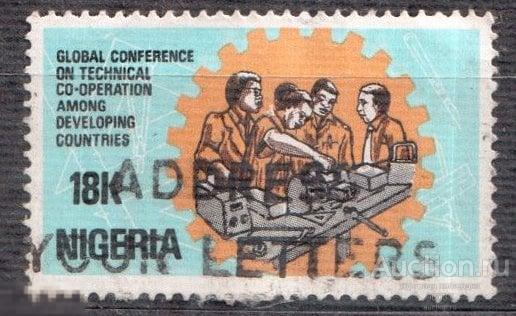 GLOBAL CONFERENCE
ON TECHNICAL
CO-OPERATION
AMONG
DEVELOPING
COUNTRIES
18K
ADDRESS
NIGERIA
YOUR LETTERS
Auction.ru